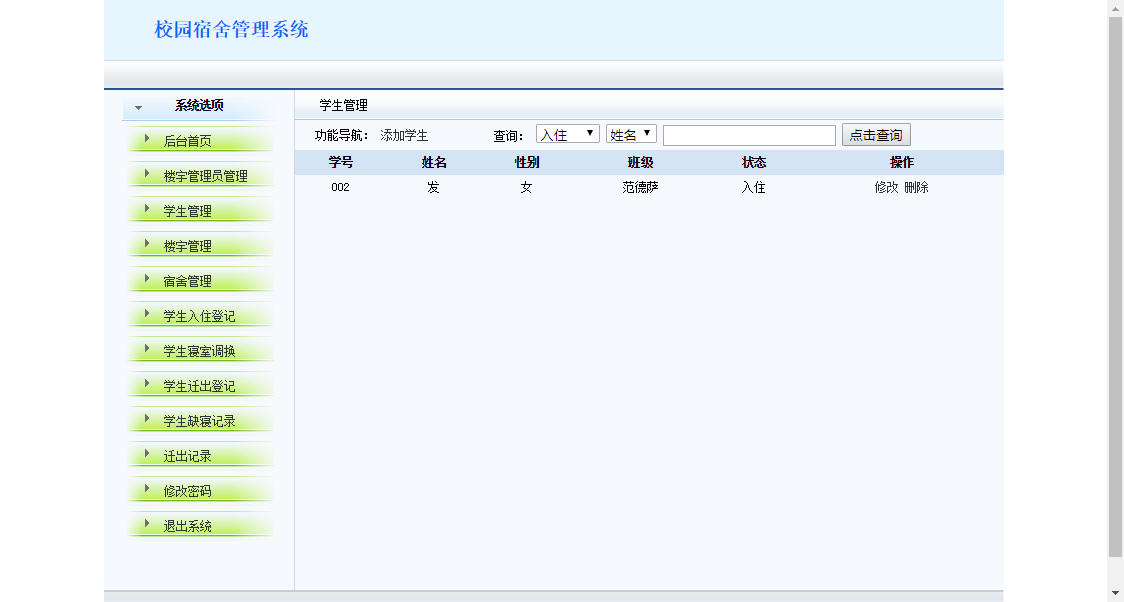 校园宿舍管理系统
系统选项
后台首页
楼宇管理员管理
学生管理
楼宇管理
宿舍管理
学生入住登记
学生寝室调换
学生迁出登记
学生缺寝记录
迁出记录
修改密码
退出系统
学生管理
功能导航: 添加学生 查询: 入住 姓名 点击查询
学号 姓名 性别 班级 状态 操作
002 发 女 范德萨 入住 修改 删除